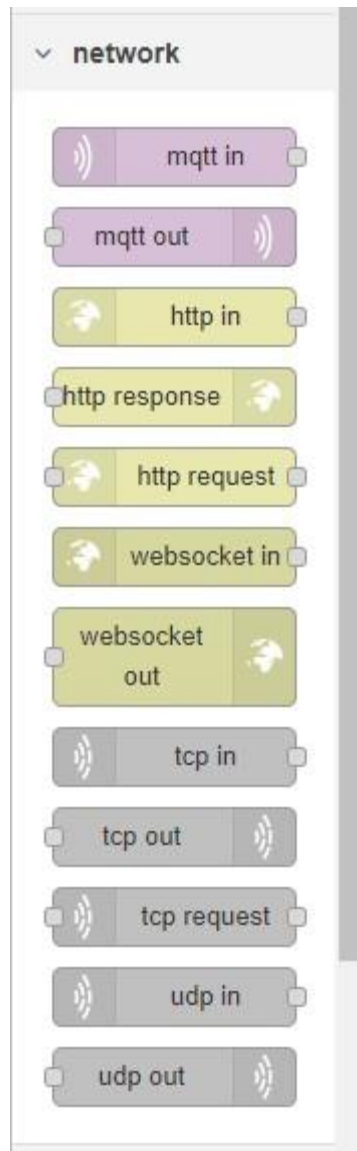 network
mqtt in
mqtt out
http in
http response
http request
websocket in
websocket
out
tcp in
tcp out
tcp request
udp in
udp out